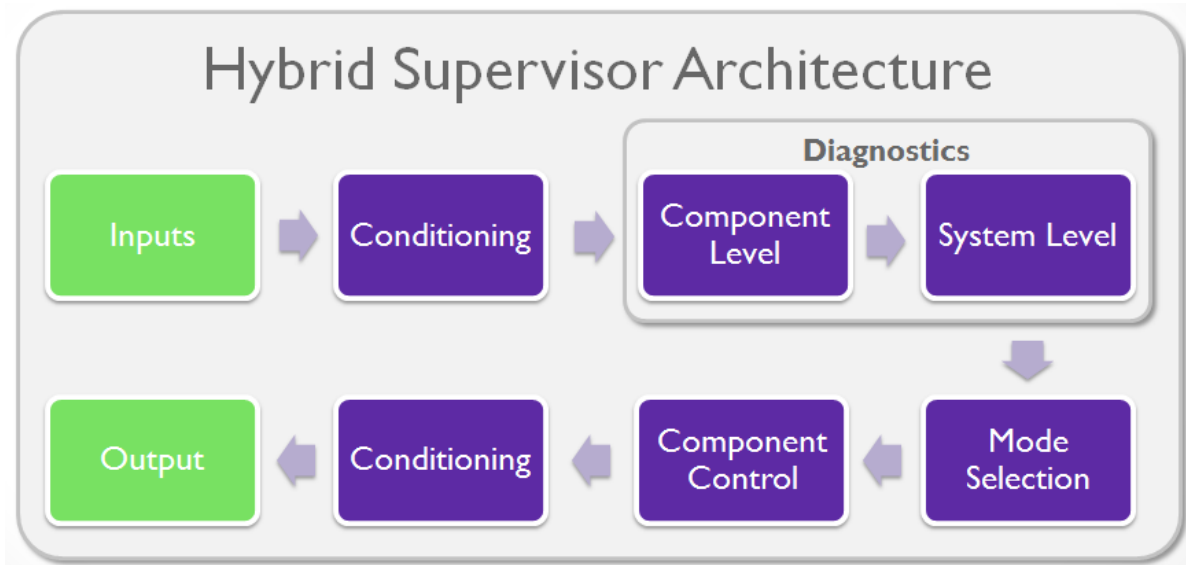 Hybrid Supervisor Architecture
Diagnostics
Inputs
Conditioning
Component
Level
System Level
Output
Conditioning
Component
Control
Mode
Selection